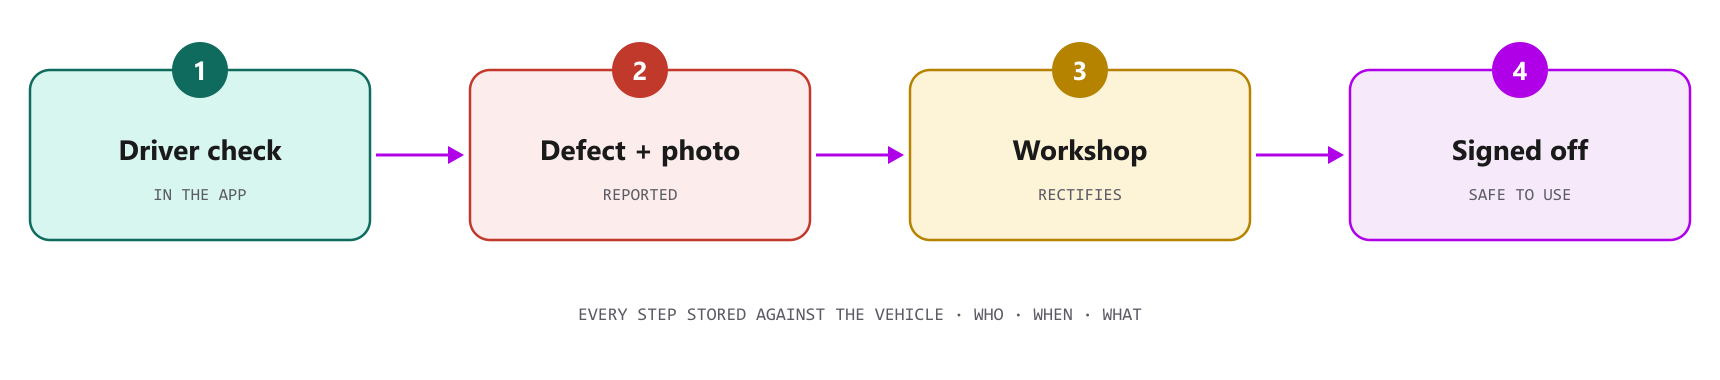 1
Driver check
IN THE APP
2
Defect + photo
REPORTED
3
Workshop
RECTIFIES
4
Signed off
SAFE TO USE
EVERY STEP STORED AGAINST THE VEHICLE · WHO · WHEN · WHAT